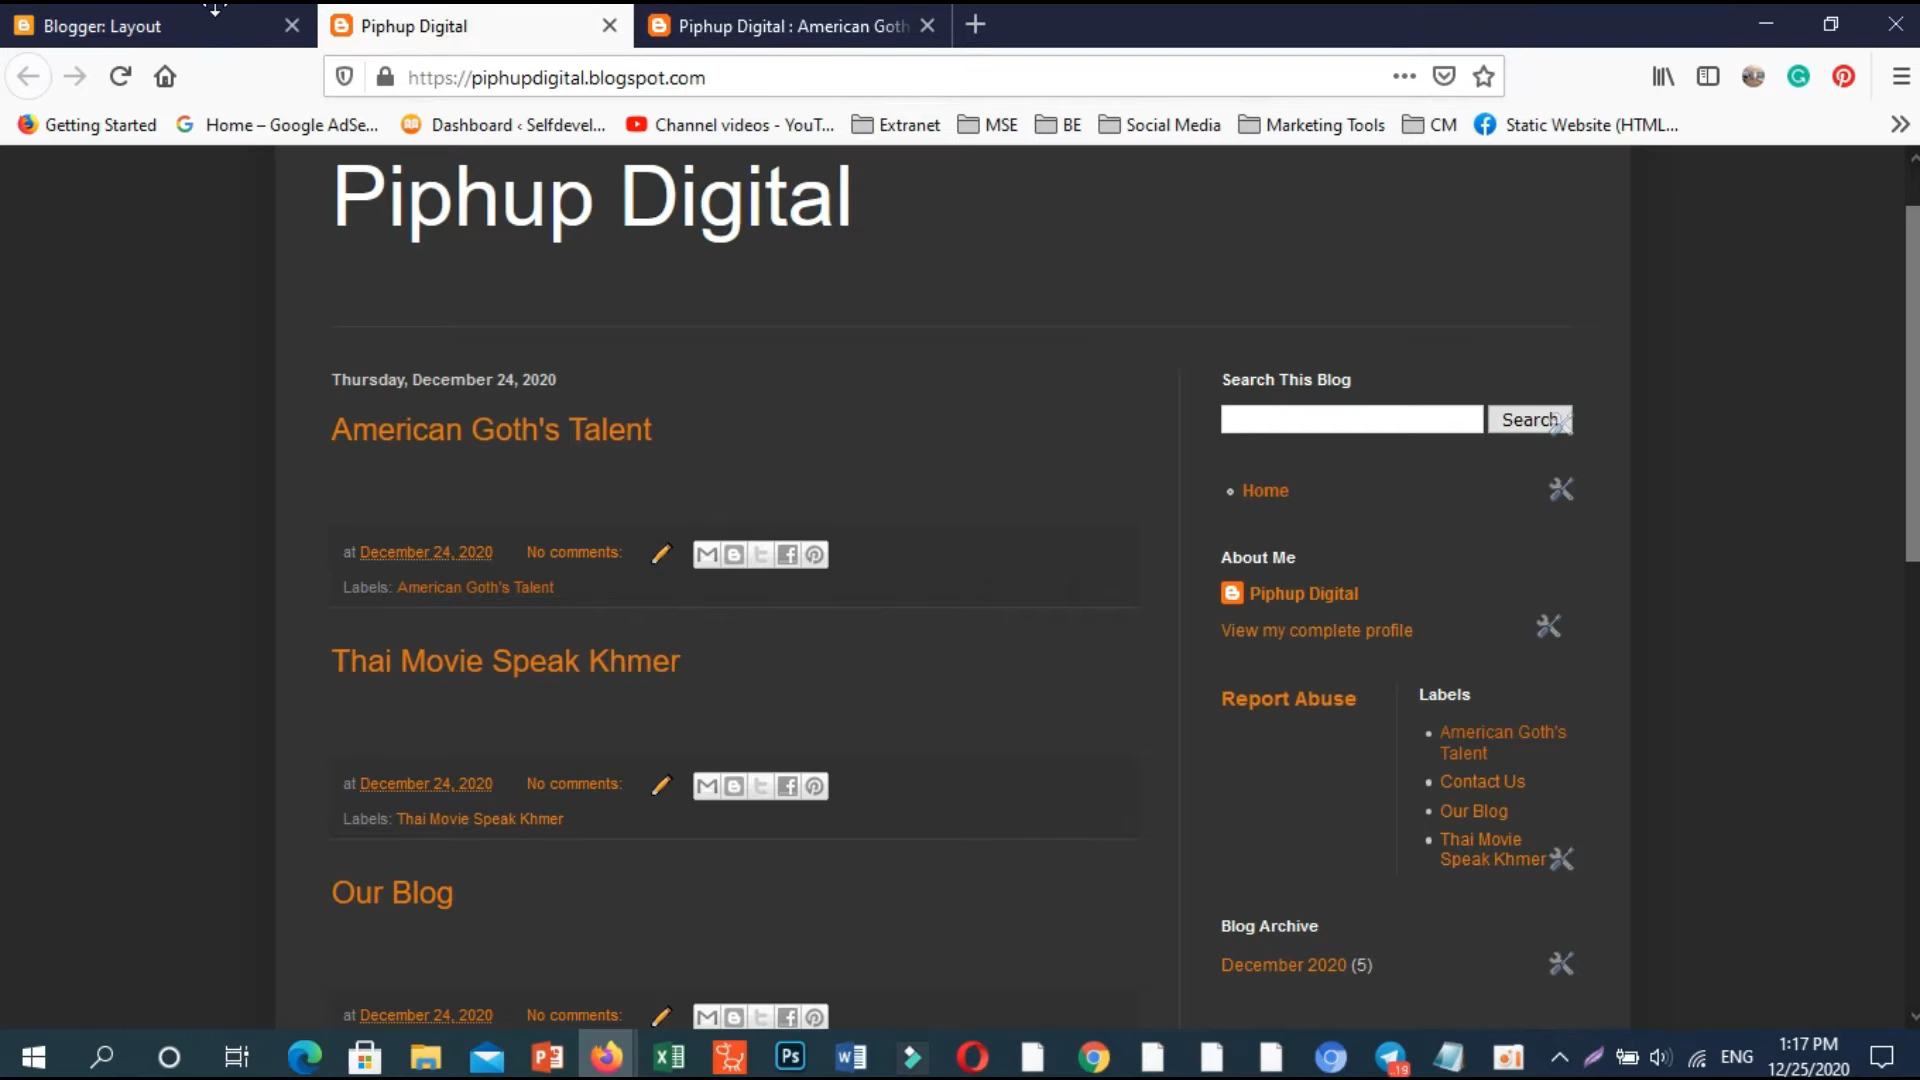 Blogger: Layout
Piphup Digital
Piphup Digital : American Goth
https://piphupdigital.blogspot.com
Getting Started
Home – Google AdSe...
Dashboard ‹ Selfdevel...
Channel videos - YouT...
Extranet
MSE
BE
Social Media
Marketing Tools
CM
Static Website (HTML...
Piphup Digital
Thursday, December 24, 2020
American Goth's Talent
at December 24, 2020 No comments:
Labels: American Goth's Talent
Thai Movie Speak Khmer
at December 24, 2020 No comments:
Labels: Thai Movie Speak Khmer
Our Blog
at December 24, 2020 No comments:
Search This Blog
Search
Home
About Me
Piphup Digital
View my complete profile
Report Abuse
Labels
American Goth's
Talent
Contact Us
Our Blog
Thai Movie
Speak Khmer
Blog Archive
December 2020 (5)
19
ENG
1:17 PM
12/25/2020